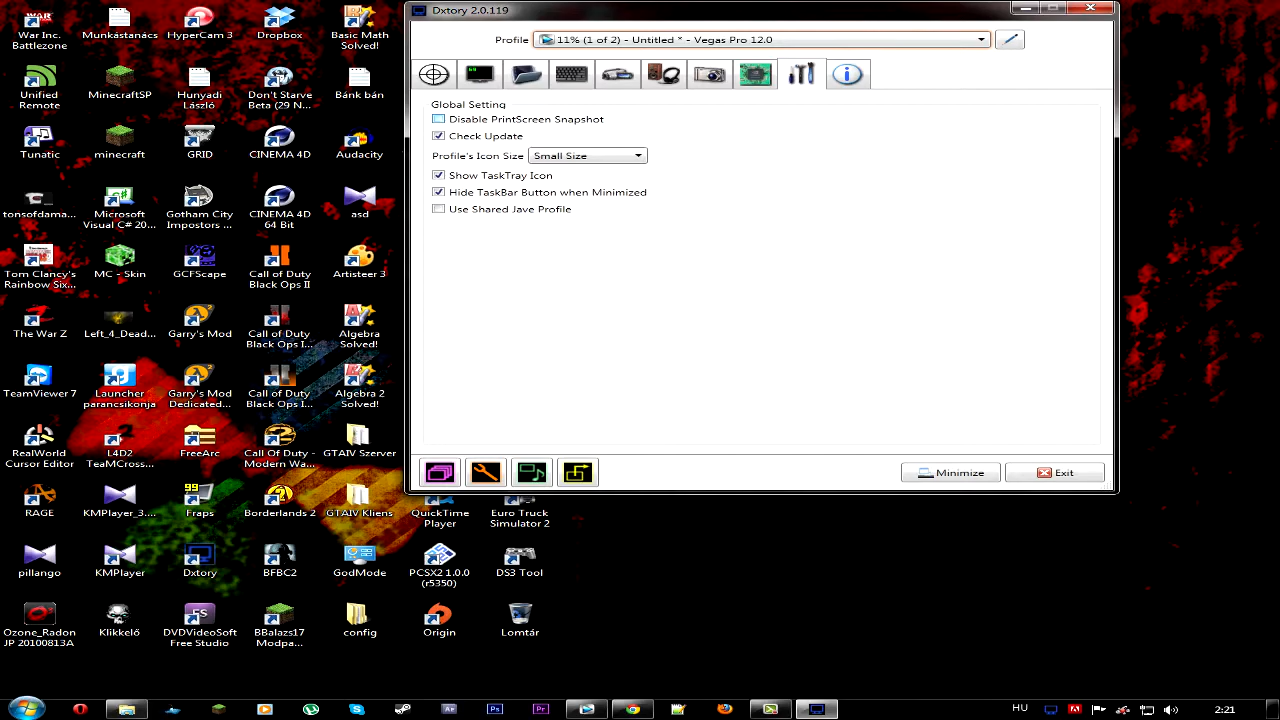 War Inc.
Battlezone
Munkástanács
HyperCam 3
Dropbox
Basic Math
Solved!
Unified
Remote
MinecraftSP
Hunyadi
László
Don't Starve
Beta (29 N...
Bánk bán
Tunatic
minecraft
GRID
CINEMA 4D
Audacity
tonsofdama...
Microsoft
Visual C# 20...
Gotham City
Impostors ...
CINEMA 4D
64 Bit
asd
Tom Clancy's
Rainbow Six...
MC - Skin
GCFScape
Call of Duty
Black Ops II
Artisteer 3
The War Z
Left_4_Dead...
Garry's Mod
Call of Duty
Black Ops I...
Algebra
Solved!
TeamViewer 7
Launcher
parancsikonja
Garry's Mod
Dedicated...
Call of Duty
Black Ops I...
Algebra 2
Solved!
RealWorld
Cursor Editor
L4D2
TeaMCross...
FreeArc
Call Of Duty -
Modern Wa...
GTAIV Szerver
RAGE
KMPlayer_3....
99
Fraps
Borderlands 2
GTAIV Kliens
QuickTime
Player
Euro Truck
Simulator 2
pillango
KMPlayer
Dxtory
BFBC2
GodMode
PCSX2 1.0.0
(r5350)
DS3 Tool
Ozone_Radon
JP 20100813A
Klikkelő
FS
DVDVideoSoft
Free Studio
BBalazs17
Modpa...
config
Origin
Lomtár
Dxtory 2.0.119
Profile
11% (1 of 2) - Untitled * - Vegas Pro 12.0
Global Setting
Disable PrintScreen Snapshot
Check Update
Profile's Icon Size
Small Size
Show TaskTray Icon
Hide TaskBar Button when Minimized
Use Shared Jave Profile
Minimize
Exit
Ae
Ps
Pr
HU
2:21